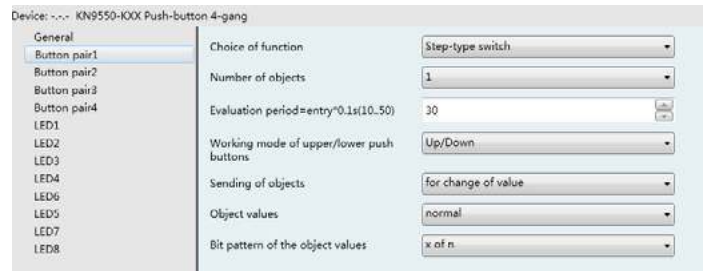 Device: -.-.- KN9550-KXX Push-button 4-gang
General
Button pair1
Button pair2
Button pair3
Button pair4
LED1
LED2
LED3
LED4
LED6
LED5
LED7
LED8
Choice of function
Step-type switch
Number of objects
1
Evaluation period=entry*0.1s(10..50)
30
Working mode of upper/lower push
buttons
Up/Down
Sending of objects
for change of value
Object values
normal
Bit pattern of the object values
x of n